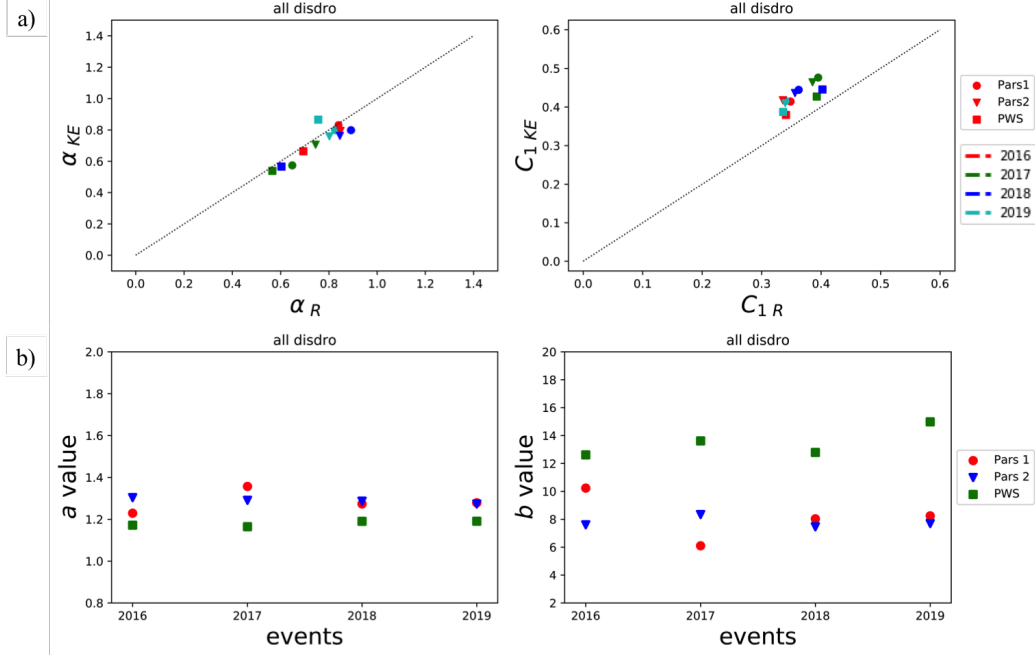 a)
all disdro
1.4
1.2
1.0
0.8
0.6
0.4
0.2
0.0
α KE
0.0 0.2 0.4 0.6 0.8 1.0 1.2 1.4
α R
all disdro
0.6
0.5
0.4
0.3
0.2
0.1
0.0
C1 KE
0.0 0.1 0.2 0.3 0.4 0.5 0.6
C1 R
Pars1
Pars2
PWS
2016
2017
2018
2019
b)
all disdro
2.0
1.8
1.6
1.4
1.2
1.0
0.8
a value
2016 2017 2018 2019
events
all disdro
20
18
16
14
12
10
8
6
4
2
b value
2016 2017 2018 2019
events
Pars 1
Pars 2
PWS